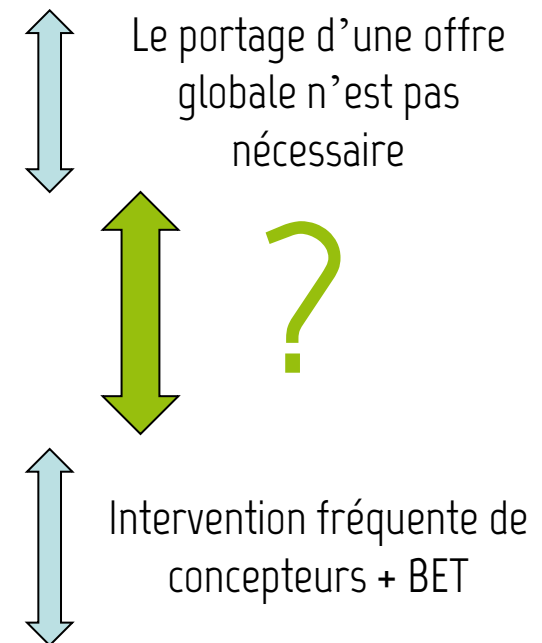 Le portage d’une offre
globale n’est pas
nécessaire
?
Intervention fréquente de
concepteurs + BET